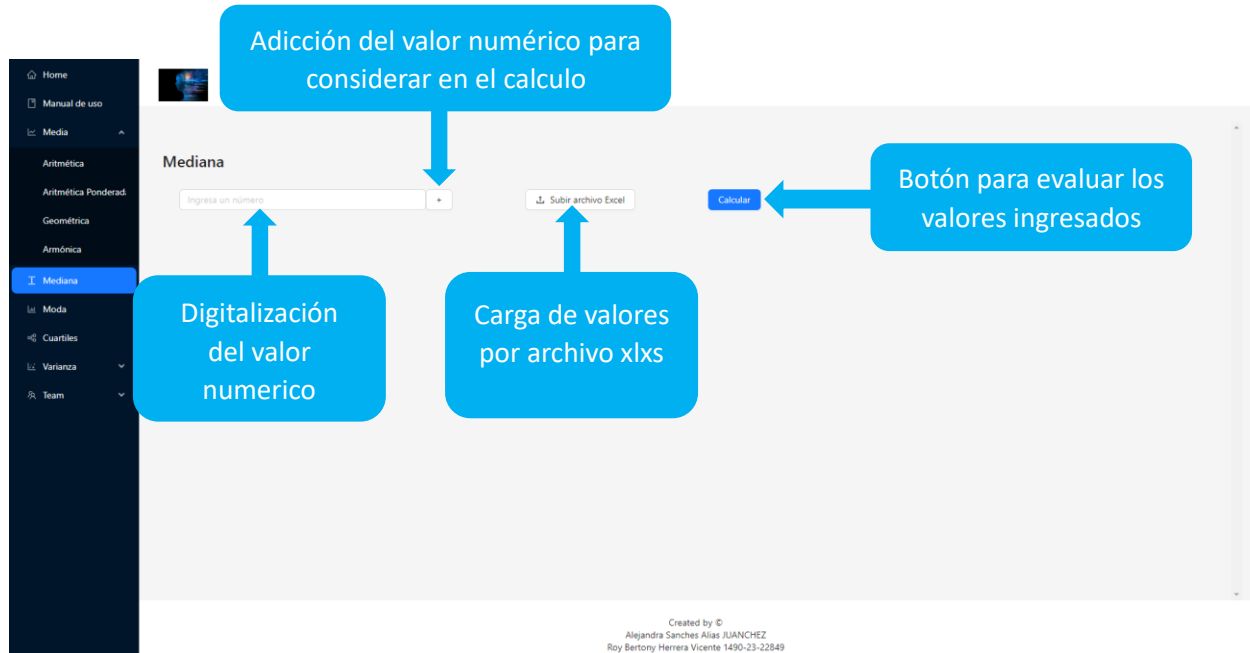 Adicción del valor numérico para
considerar en el calculo
Home
Manual de uso
Media
Aritmética
Aritmética Ponderad
Geométrica
Armónica
Mediana
Moda
Cuartiles
Varianza
Team
Mediana
Ingresa un número
+
Subir archivo Excel
Calcular
Botón para evaluar los
valores ingresados
Digitalización
del valor
numerico
Carga de valores
por archivo xlxs
Created by ©
Alejandra Sanches Alias JUANCHEZ
Roy Bertony Herrera Vicente 1490-23-22849